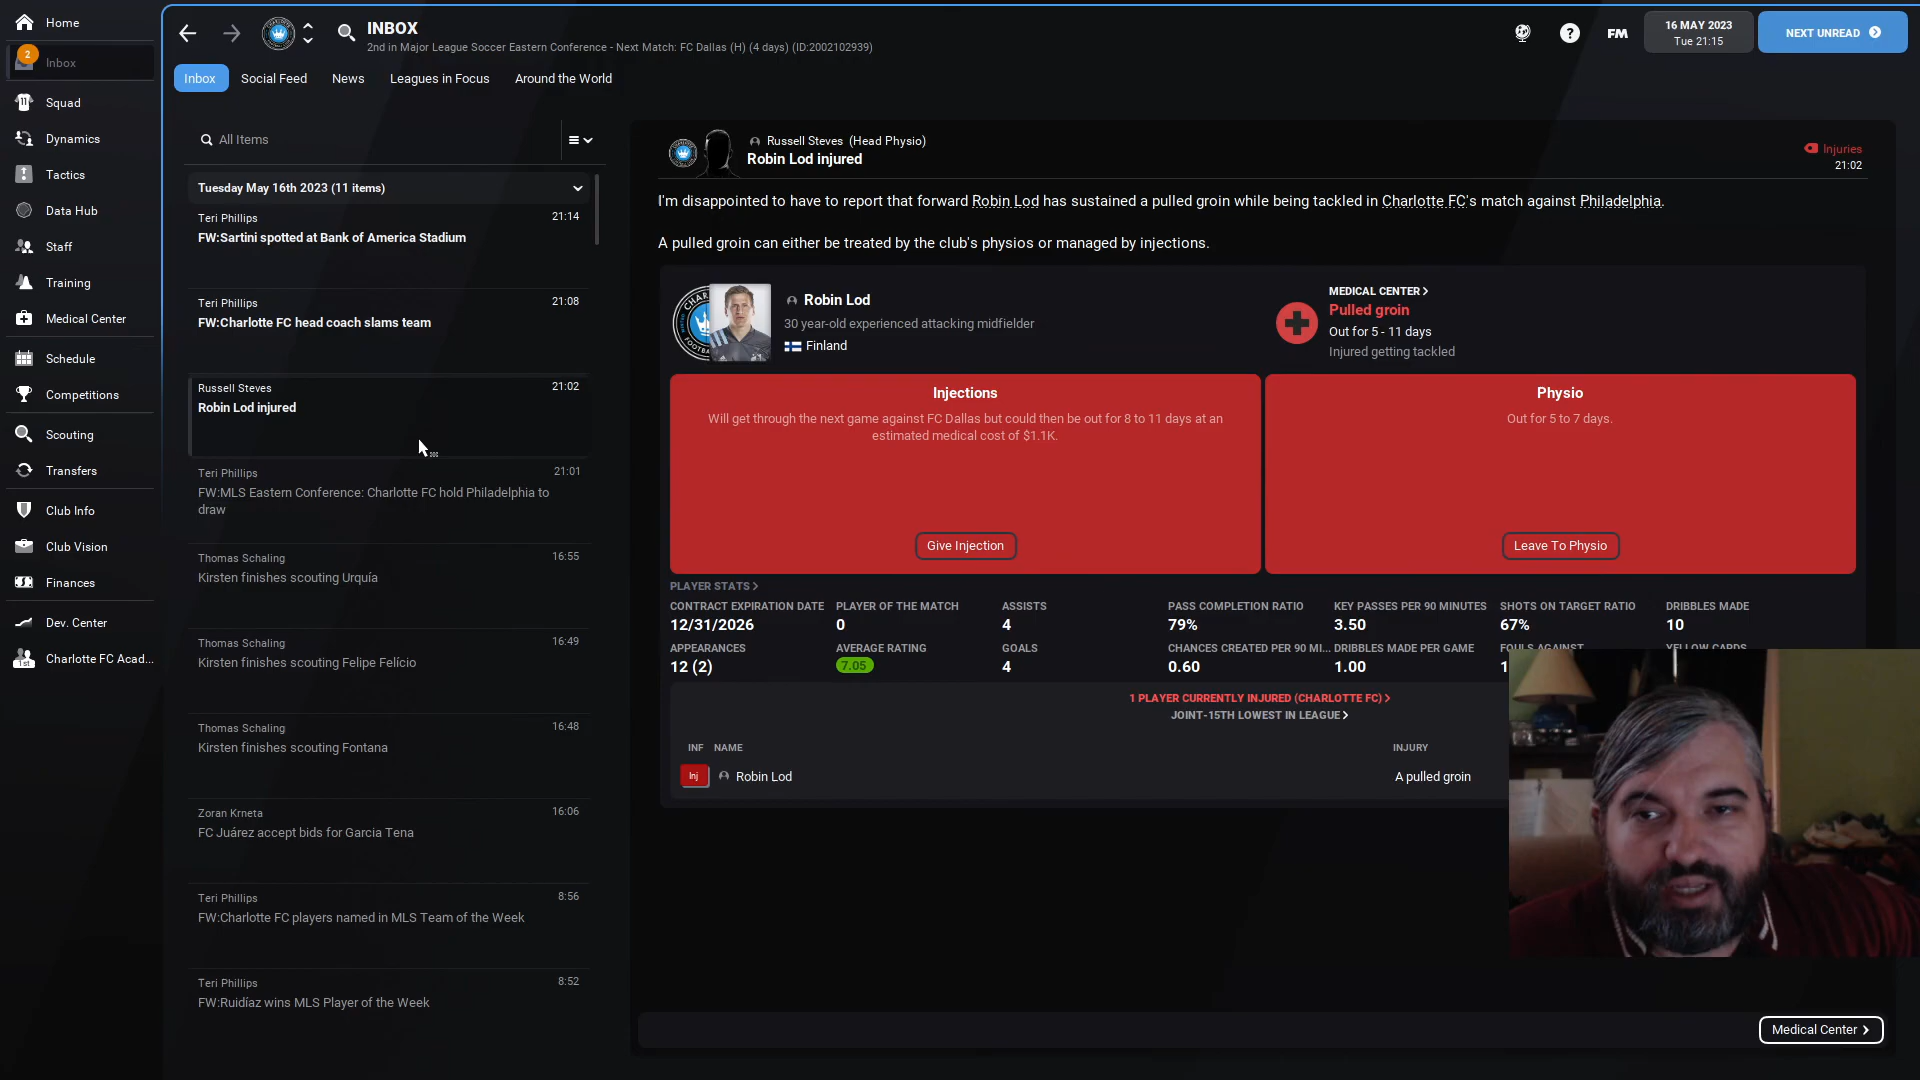 Home
INBOX
2nd in Major League Soccer Eastern Conference - Next Match: FC Dallas (H) (4 days) (ID:2002102939)
FM
16 MAY 2023
Tue 21:15
NEXT UNREAD
2
Inbox
Squad
Dynamics
Tactics
Data Hub
Staff
Training
Medical Center
Schedule
Competitions
Scouting
Transfers
Club Info
Club Vision
Finances
Dev. Center
1st
Charlotte FC Acad...
Inbox
Social Feed
News
Leagues in Focus
Around the World
All Items
Tuesday May 16th 2023 (11 items)
Teri Phillips
21:14
FW:Sartini spotted at Bank of America Stadium
Teri Phillips
21:08
FW:Charlotte FC head coach slams team
Russell Steves
21:02
Robin Lod injured
Teri Phillips
21:01
FW:MLS Eastern Conference: Charlotte FC hold Philadelphia to
draw
Thomas Schaling
16:55
Kirsten finishes scouting Urquía
Thomas Schaling
16:49
Kirsten finishes scouting Felipe Felício
Thomas Schaling
16:48
Kirsten finishes scouting Fontana
Zoran Krneta
16:06
FC Juárez accept bids for Garcia Tena
Teri Phillips
8:56
FW:Charlotte FC players named in MLS Team of the Week
Teri Phillips
8:52
FW:Ruidíaz wins MLS Player of the Week
Russell Steves (Head Physio)
Robin Lod injured
Injuries
21:02
I'm disappointed to have to report that forward Robin Lod has sustained a pulled groin while being tackled in Charlotte FC's match against Philadelphia.
A pulled groin can either be treated by the club's physios or managed by injections.
Robin Lod
30 year-old experienced attacking midfielder
Finland
MEDICAL CENTER >
Pulled groin
Out for 5 - 11 days
Injured getting tackled
Injections
Will get through the next game against FC Dallas but could then be out for 8 to 11 days at an
estimated medical cost of $1.1K.
Give Injection
Physio
Out for 5 to 7 days.
Leave To Physio
PLAYER STATS >
CONTRACT EXPIRATION DATE
12/31/2026
PLAYER OF THE MATCH
0
ASSISTS
4
PASS COMPLETION RATIO
79%
KEY PASSES PER 90 MINUTES
3.50
SHOTS ON TARGET RATIO
67%
DRIBBLES MADE
10
APPEARANCES
12 (2)
AVERAGE RATING
7.05
GOALS
4
CHANCES CREATED PER 90 MI...
0.60
DRIBBLES MADE PER GAME
1.00
FOULS AGAINST
YELLOW CARDS
1 PLAYER CURRENTLY INJURED (CHARLOTTE FC) >
JOINT-15TH LOWEST IN LEAGUE >
INF
NAME
INJURY
Inj
Robin Lod
A pulled groin
Medical Center >